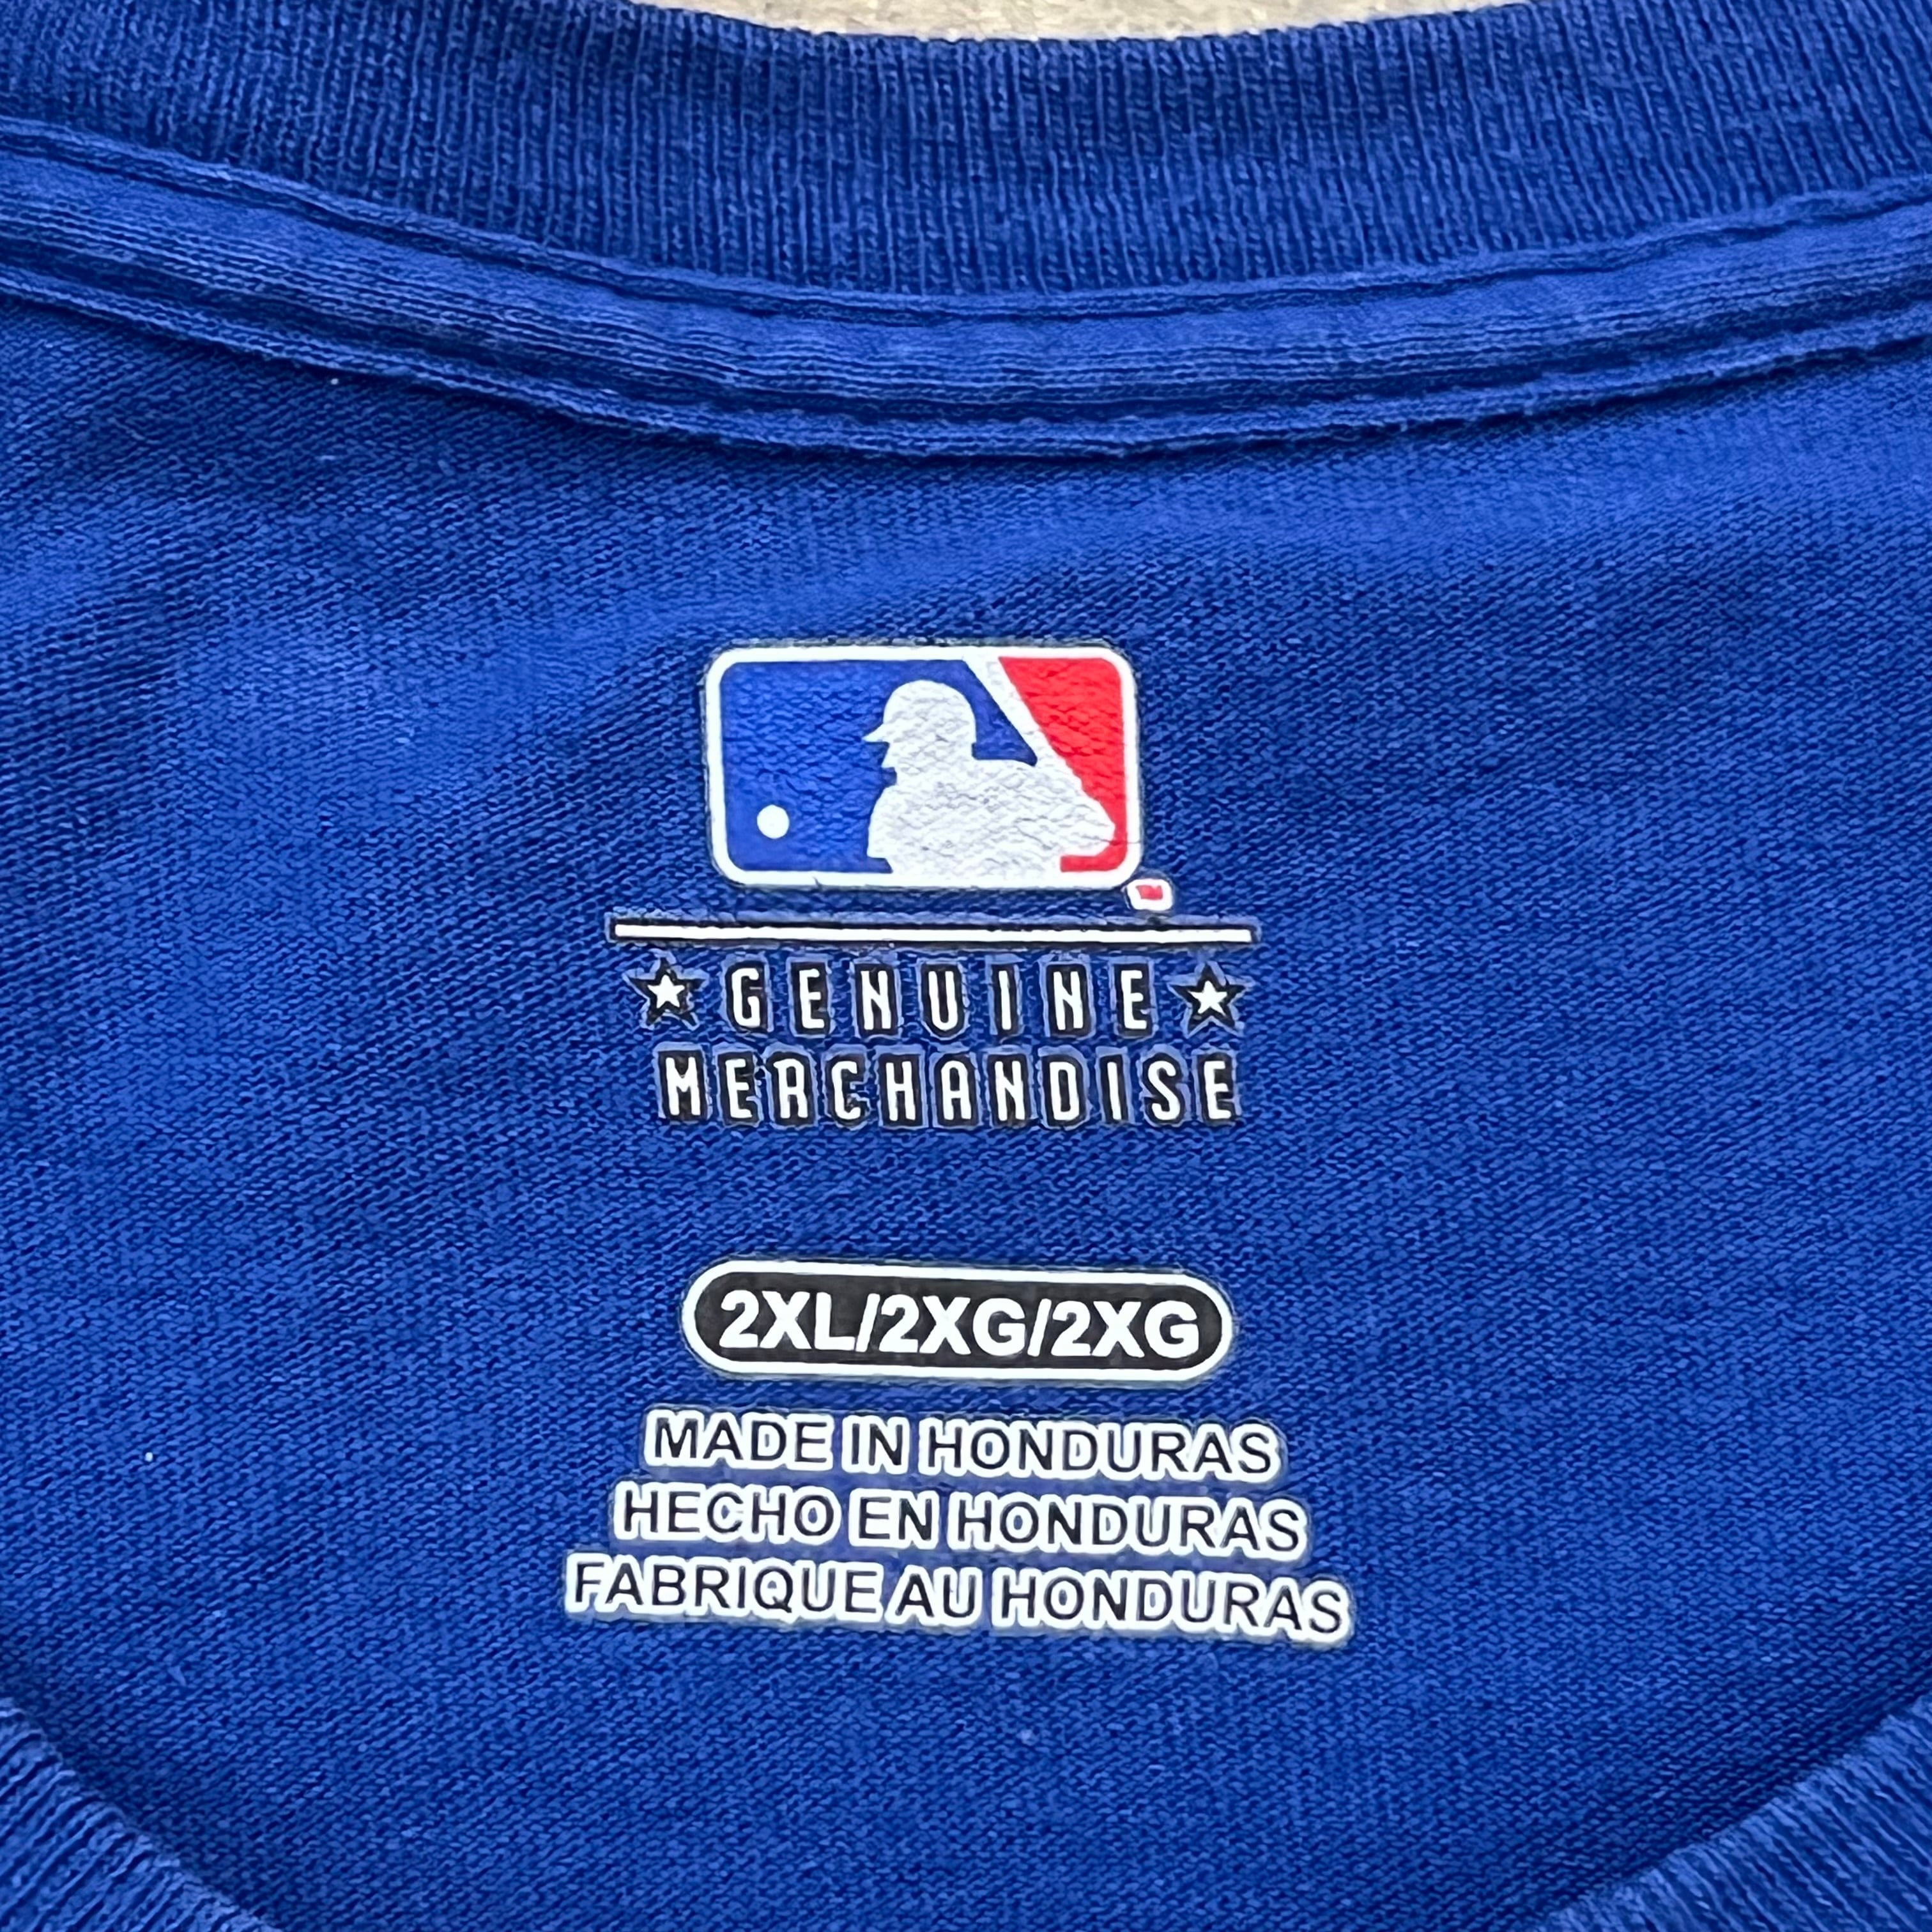 GENUINE
MERCHANDISE
2XL/2XG/2XG
MADE IN HONDURAS
HECHO EN HONDURAS
FABRIQUE AU HONDURAS